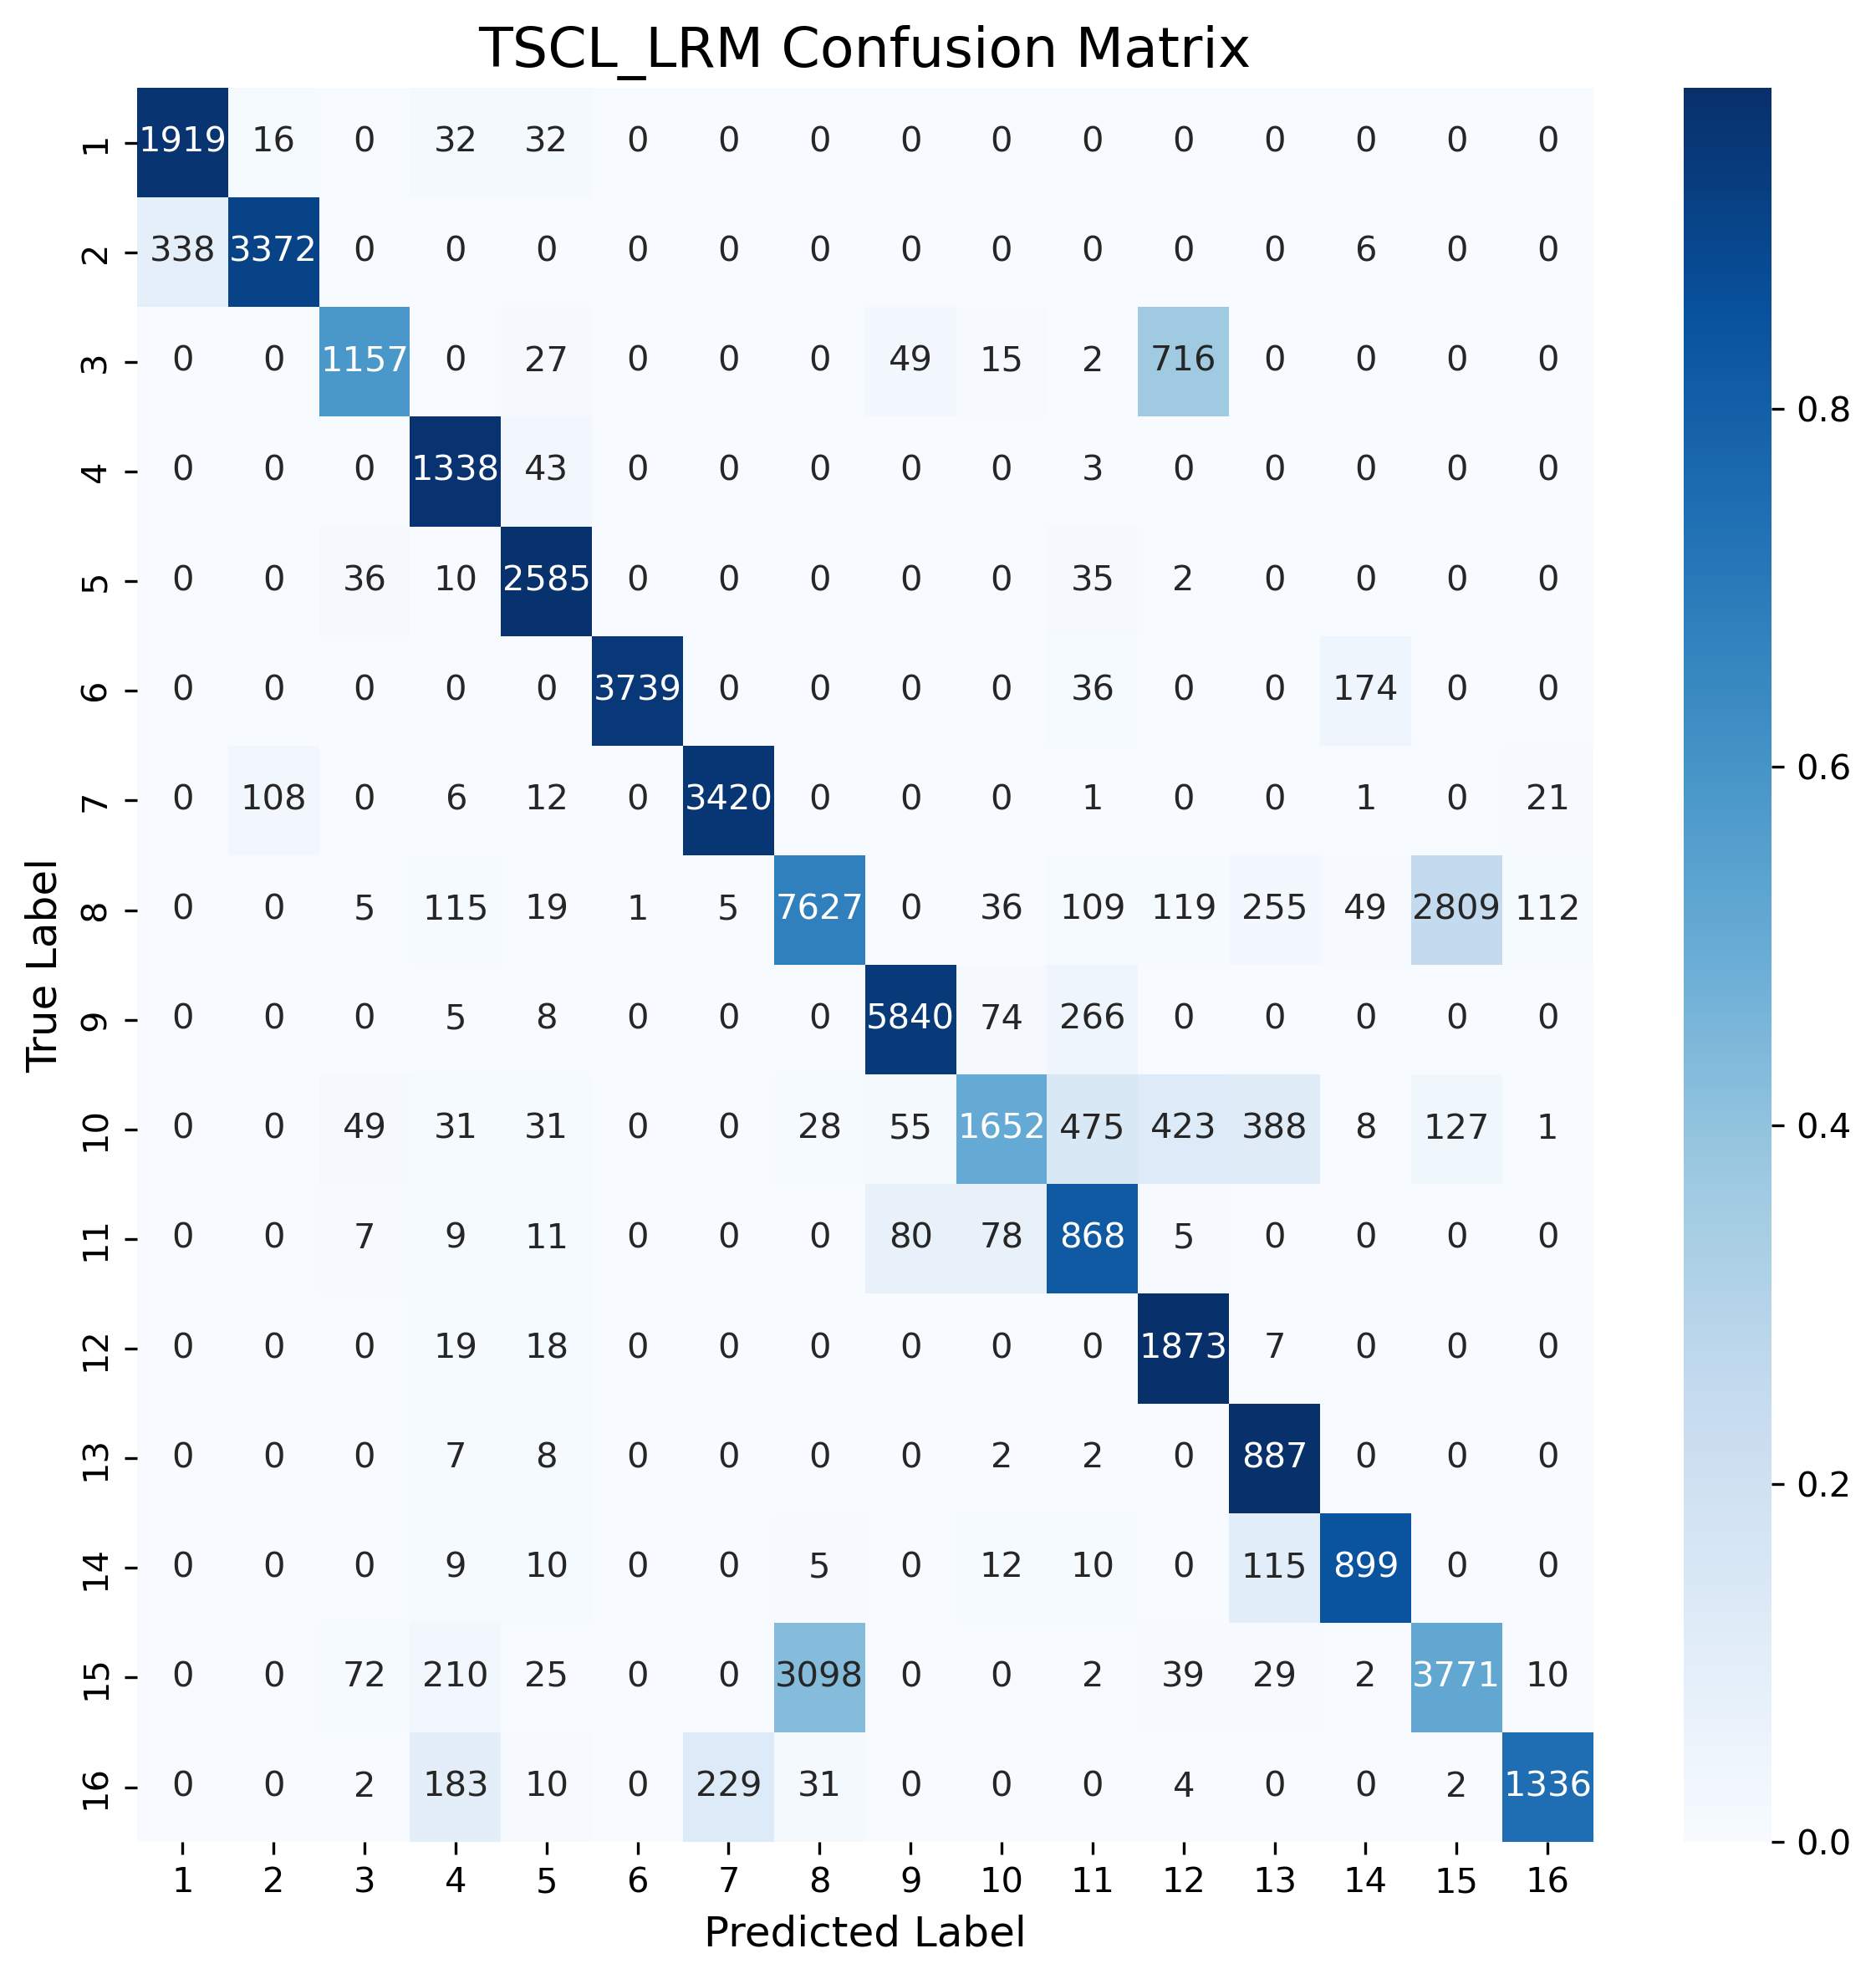 TSCL_LRM Confusion Matrix
1 1919 16 0 32 32 0 0 0 0 0 0 0 0 0 0 0
2 338 3372 0 0 0 0 0 0 0 0 0 0 0 6 0 0
3 0 0 1157 0 27 0 0 0 49 15 2 716 0 0 0 0
0.8
4 0 0 0 1338 43 0 0 0 0 0 3 0 0 0 0 0
5 0 0 36 10 2585 0 0 0 0 0 35 2 0 0 0 0
6 0 0 0 0 0 3739 0 0 0 0 36 0 0 174 0 0
0.6
7 0 108 0 6 12 0 3420 0 0 0 1 0 0 1 0 21
8 0 0 5 115 19 1 5 7627 0 36 109 119 255 49 2809 112
True Label
9 0 0 0 5 8 0 0 0 5840 74 266 0 0 0 0 0
10 0 0 49 31 31 0 0 28 55 1652 475 423 388 8 127 1
0.4
11 0 0 7 9 11 0 0 0 80 78 868 5 0 0 0 0
12 0 0 0 19 18 0 0 0 0 0 0 1873 7 0 0 0
13 0 0 0 7 8 0 0 0 0 2 2 0 887 0 0 0
0.2
14 0 0 0 9 10 0 0 5 0 12 10 0 115 899 0 0
15 0 0 72 210 25 0 0 3098 0 0 2 39 29 2 3771 10
16 0 0 2 183 10 0 229 31 0 0 0 4 0 0 2 1336
0.0
1 2 3 4 5 6 7 8 9 10 11 12 13 14 15 16
Predicted Label